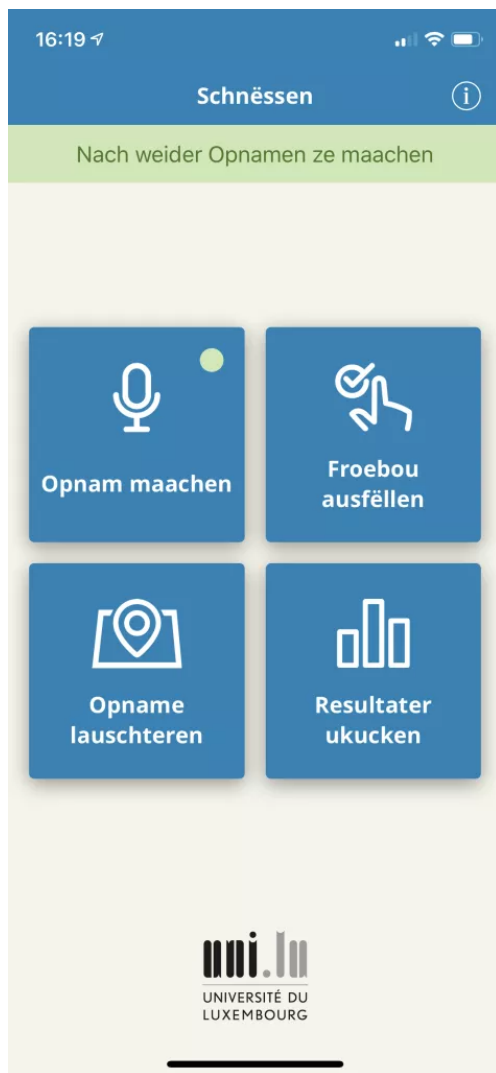 16:19
Schnëssen
Nach weider Opnamen ze maachen
Opnam maachen
Froebou
ausfëllen
Opname
lauschteren
Resultater
ukucken
uni.lu
UNIVERSITÉ DU
LUXEMBOURG